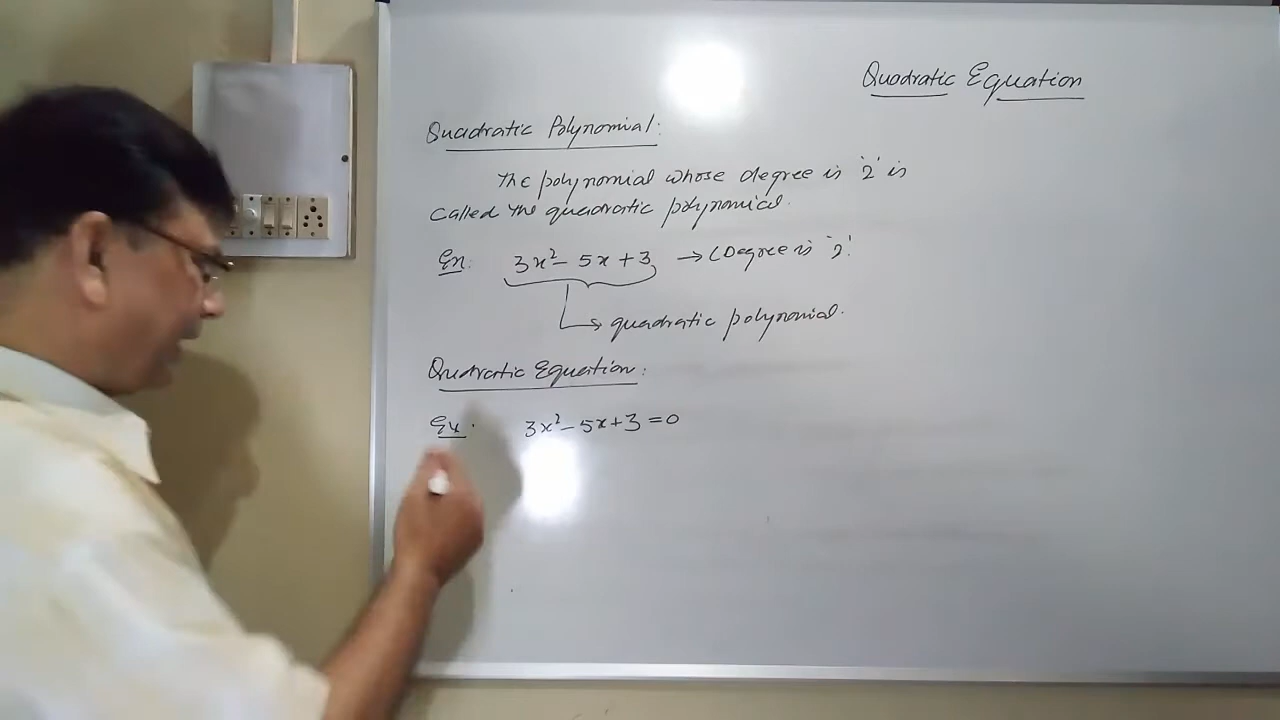 Quadratic Equation
Quadratic Polynomial:
The polynomial whose degree is '2' is
called the quadratic polynomial.
Ex: 3x² - 5x + 3 → (Degree is '2'
↳ quadratic polynomial.
Quadratic Equation:
Ex. 3x² - 5x + 3 = 0